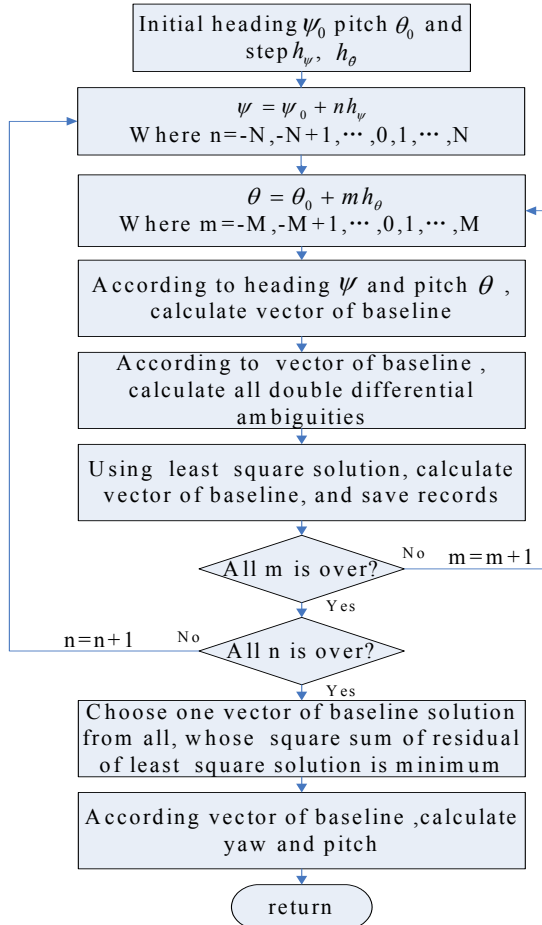 Initial heading ψ₀ pitch θ₀ and
step h_ψ, h_θ
ψ = ψ₀ + nh_ψ
Where n=-N,-N+1,⋯,0,1,⋯,N
θ = θ₀ + mh_θ
Where m=-M,-M+1,⋯,0,1,⋯,M
According to heading ψ and pitch θ ,
calculate vector of baseline
According to vector of baseline ,
calculate all double differential
ambiguities
Using least square solution, calculate
vector of baseline, and save records
All m is over?
No
m=m+1
Yes
n=n+1
No
All n is over?
Yes
Choose one vector of baseline solution
from all, whose square sum of residual
of least square solution is minimum
According vector of baseline ,calculate
yaw and pitch
return